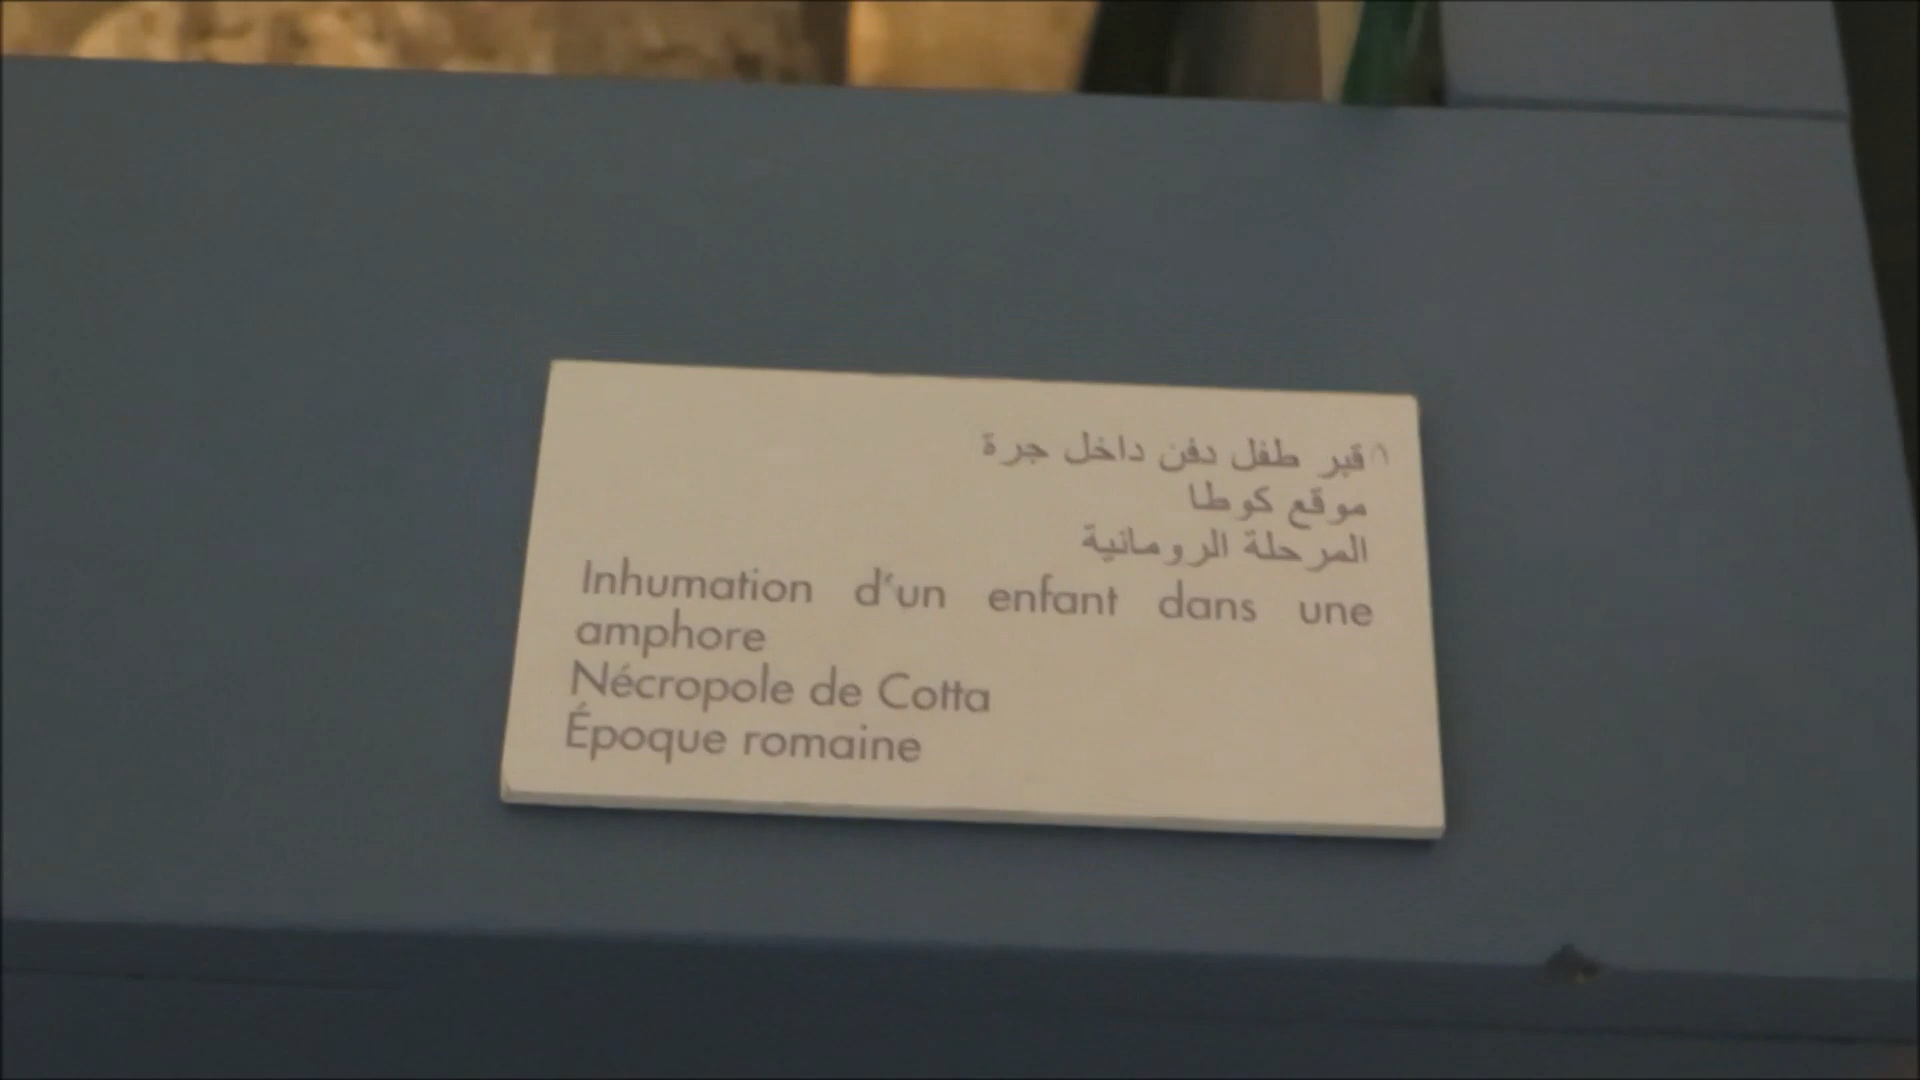 قبر طفل دفن داخل جرة
موقع كوطا
المرحلة الرومانية
Inhumation d'un enfant dans une
amphore
Nécropole de Cotta
Époque romaine